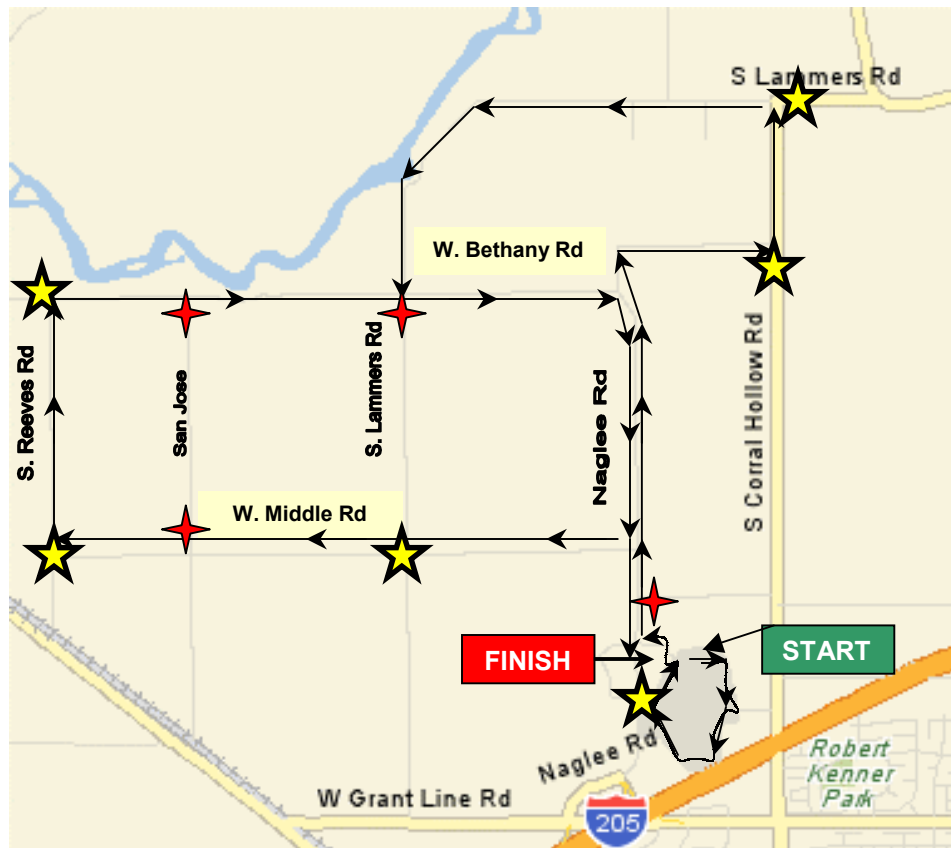 S Lammers Rd
W. Bethany Rd
S. Reeves Rd
San Jose
S. Lammers Rd
Naglee Rd
S Corral Hollow Rd
W. Middle Rd
FINISH
START
Naglee Rd
Robert
Kenner
Park
W Grant Line Rd
205